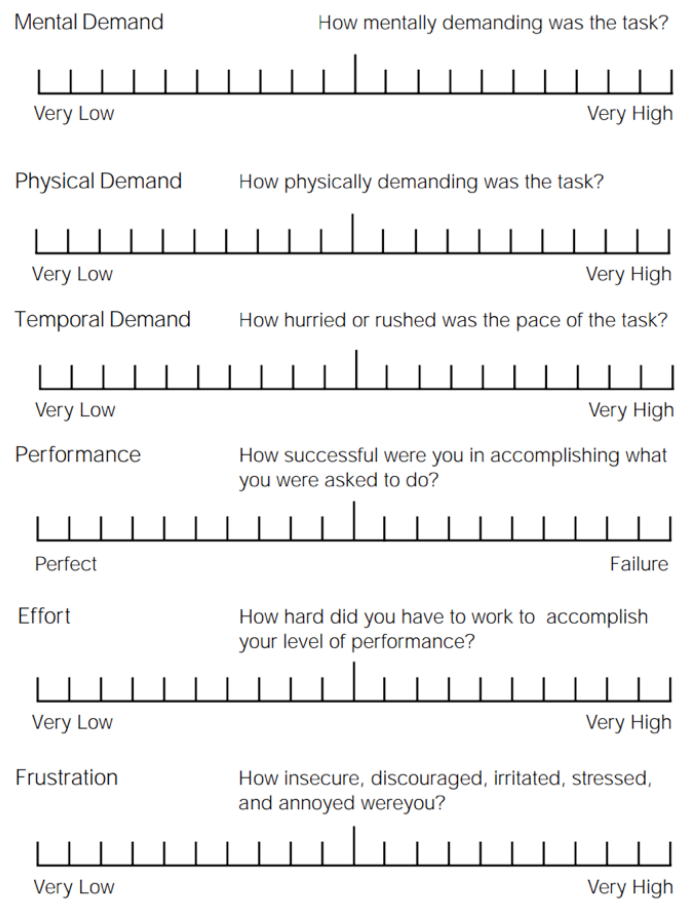 Mental Demand How mentally demanding was the task?
Very Low Very High
Physical Demand How physically demanding was the task?
Very Low Very High
Temporal Demand How hurried or rushed was the pace of the task?
Very Low Very High
Performance How successful were you in accomplishing what
you were asked to do?
Perfect Failure
Effort How hard did you have to work to accomplish
your level of performance?
Very Low Very High
Frustration How insecure, discouraged, irritated, stressed,
and annoyed wereyou?
Very Low Very High